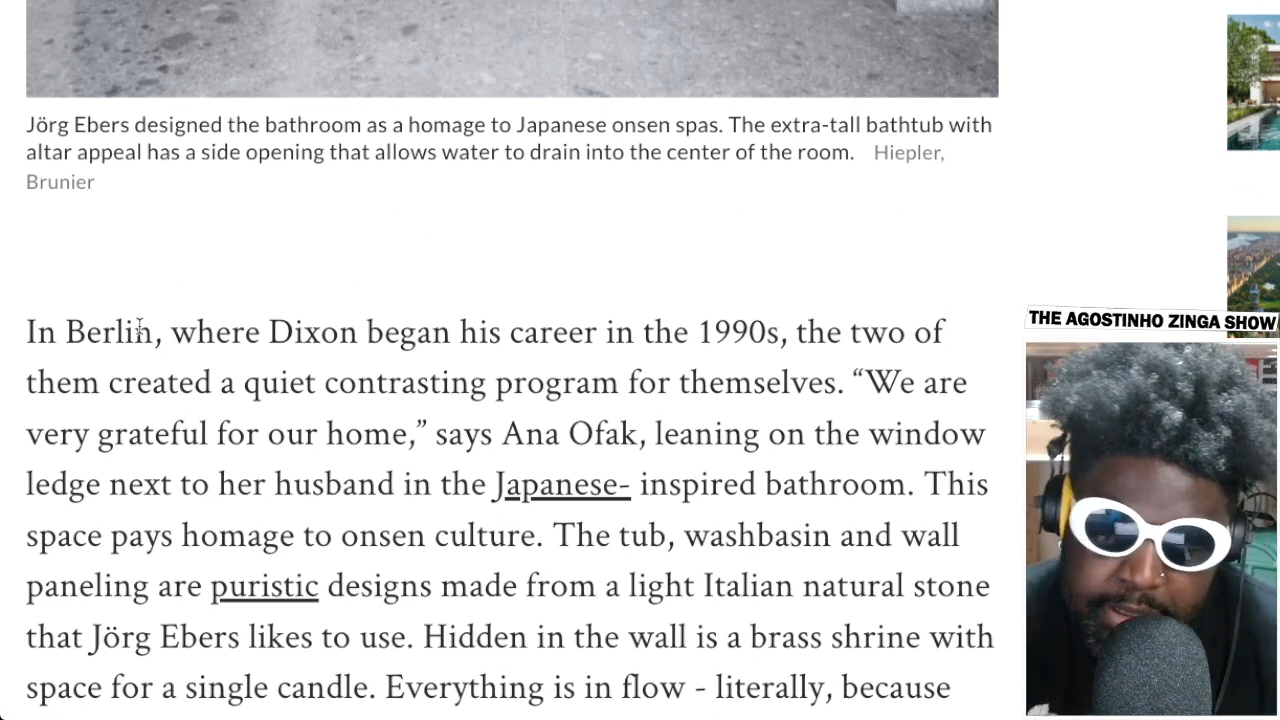 Jörg Ebers designed the bathroom as a homage to Japanese onsen spas. The extra-tall bathtub with
altar appeal has a side opening that allows water to drain into the center of the room. Hiepler,
Brunier
In Berlin, where Dixon began his career in the 1990s, the two of
them created a quiet contrasting program for themselves. “We are
very grateful for our home,” says Ana Ofak, leaning on the window
ledge next to her husband in the Japanese- inspired bathroom. This
space pays homage to onsen culture. The tub, washbasin and wall
paneling are puristic designs made from a light Italian natural stone
that Jörg Ebers likes to use. Hidden in the wall is a brass shrine with
space for a single candle. Everything is in flow - literally, because
THE AGOSTINHO ZINGA SHOW